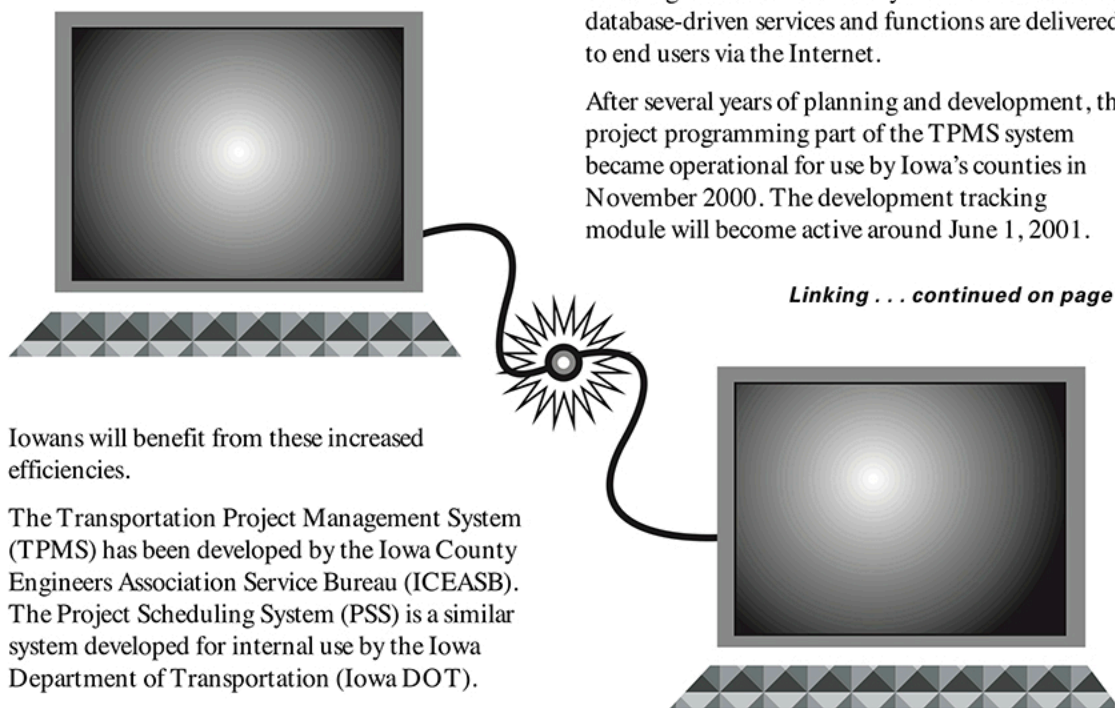 Iowans will benefit from these increased
efficiencies.
The Transportation Project Management System
(TPMS) has been developed by the Iowa County
Engineers Association Service Bureau (ICEASB).
The Project Scheduling System (PSS) is a similar
system developed for internal use by the Iowa
Department of Transportation (Iowa DOT).
database-driven services and functions are delivered
to end users via the Internet.
After several years of planning and development, th
project programming part of the TPMS system
became operational for use by Iowa's counties in
November 2000. The development tracking
module will become active around June 1, 2001.
Linking . . . continued on page